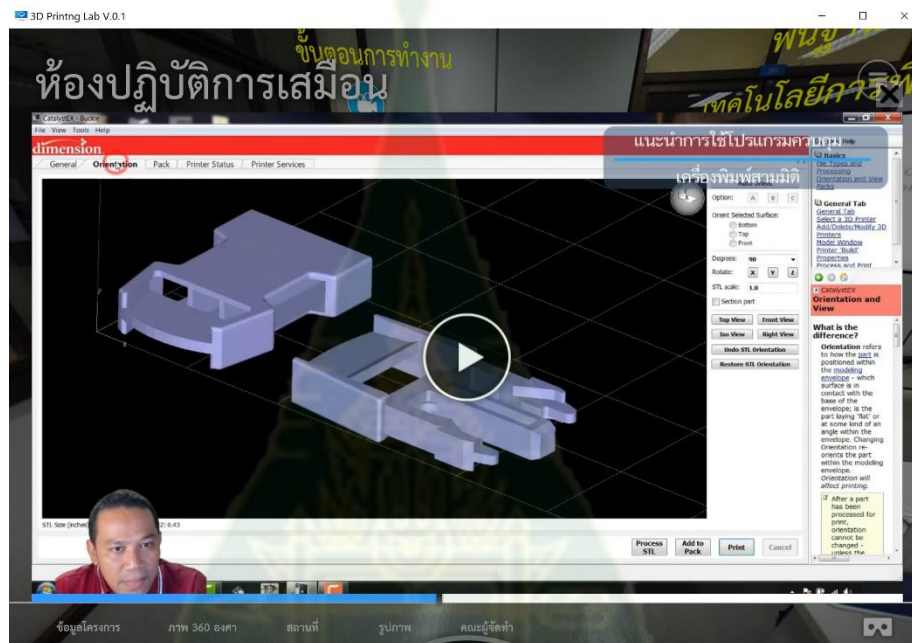 3D Printng Lab V.0.1
ขั้นตอนการทำงาน
ห้องปฏิบัติการเสมือน
CatalystEX - Buckle
File View Tools Help
dimension
General Orientation Pack Printer Status Printer Services
แนะนำการใช้โปรแกรมควบคุม
เครื่องพิมพ์สามมิติ
Help
Option: A B C
Orient Selected Surface:
Bottom
Top
Front
Degrees: 90
Rotate: X Y Z
STL scale: 1.0
Section part
Top View Front View
Iso View Right View
Undo STL Orientation
Restore STL Orientation
Basics
File Types and
Processing
Orientation and View
Packs
General Tab
General Tab
Select a 3D Printer
Add/Delete/Modify 3D
Printers
Model Window
Printer 'Build'
Properties
Process and Print
CatalystEX
Orientation and
View
What is the
difference?
Orientation refers
to how the part is
positioned within
the modeling
envelope - which
surface is in
contact with the
base of the
envelope; is the
part laying 'flat' or
at some kind of an
angle within the
envelope. Changing
Orientation re-
orients the part
within the modeling
envelope.
Orientation will
affect printing.
After a part
has been
processed for
print,
orientation
cannot be
changed -
unless the
STL Size (inches)
Z: 0.43
Process STL Add to Pack Print Cancel
ข้อมูลโครงการ ภาพ 360 องศา สถานที่ รูปภาพ คณะผู้จัดทำ